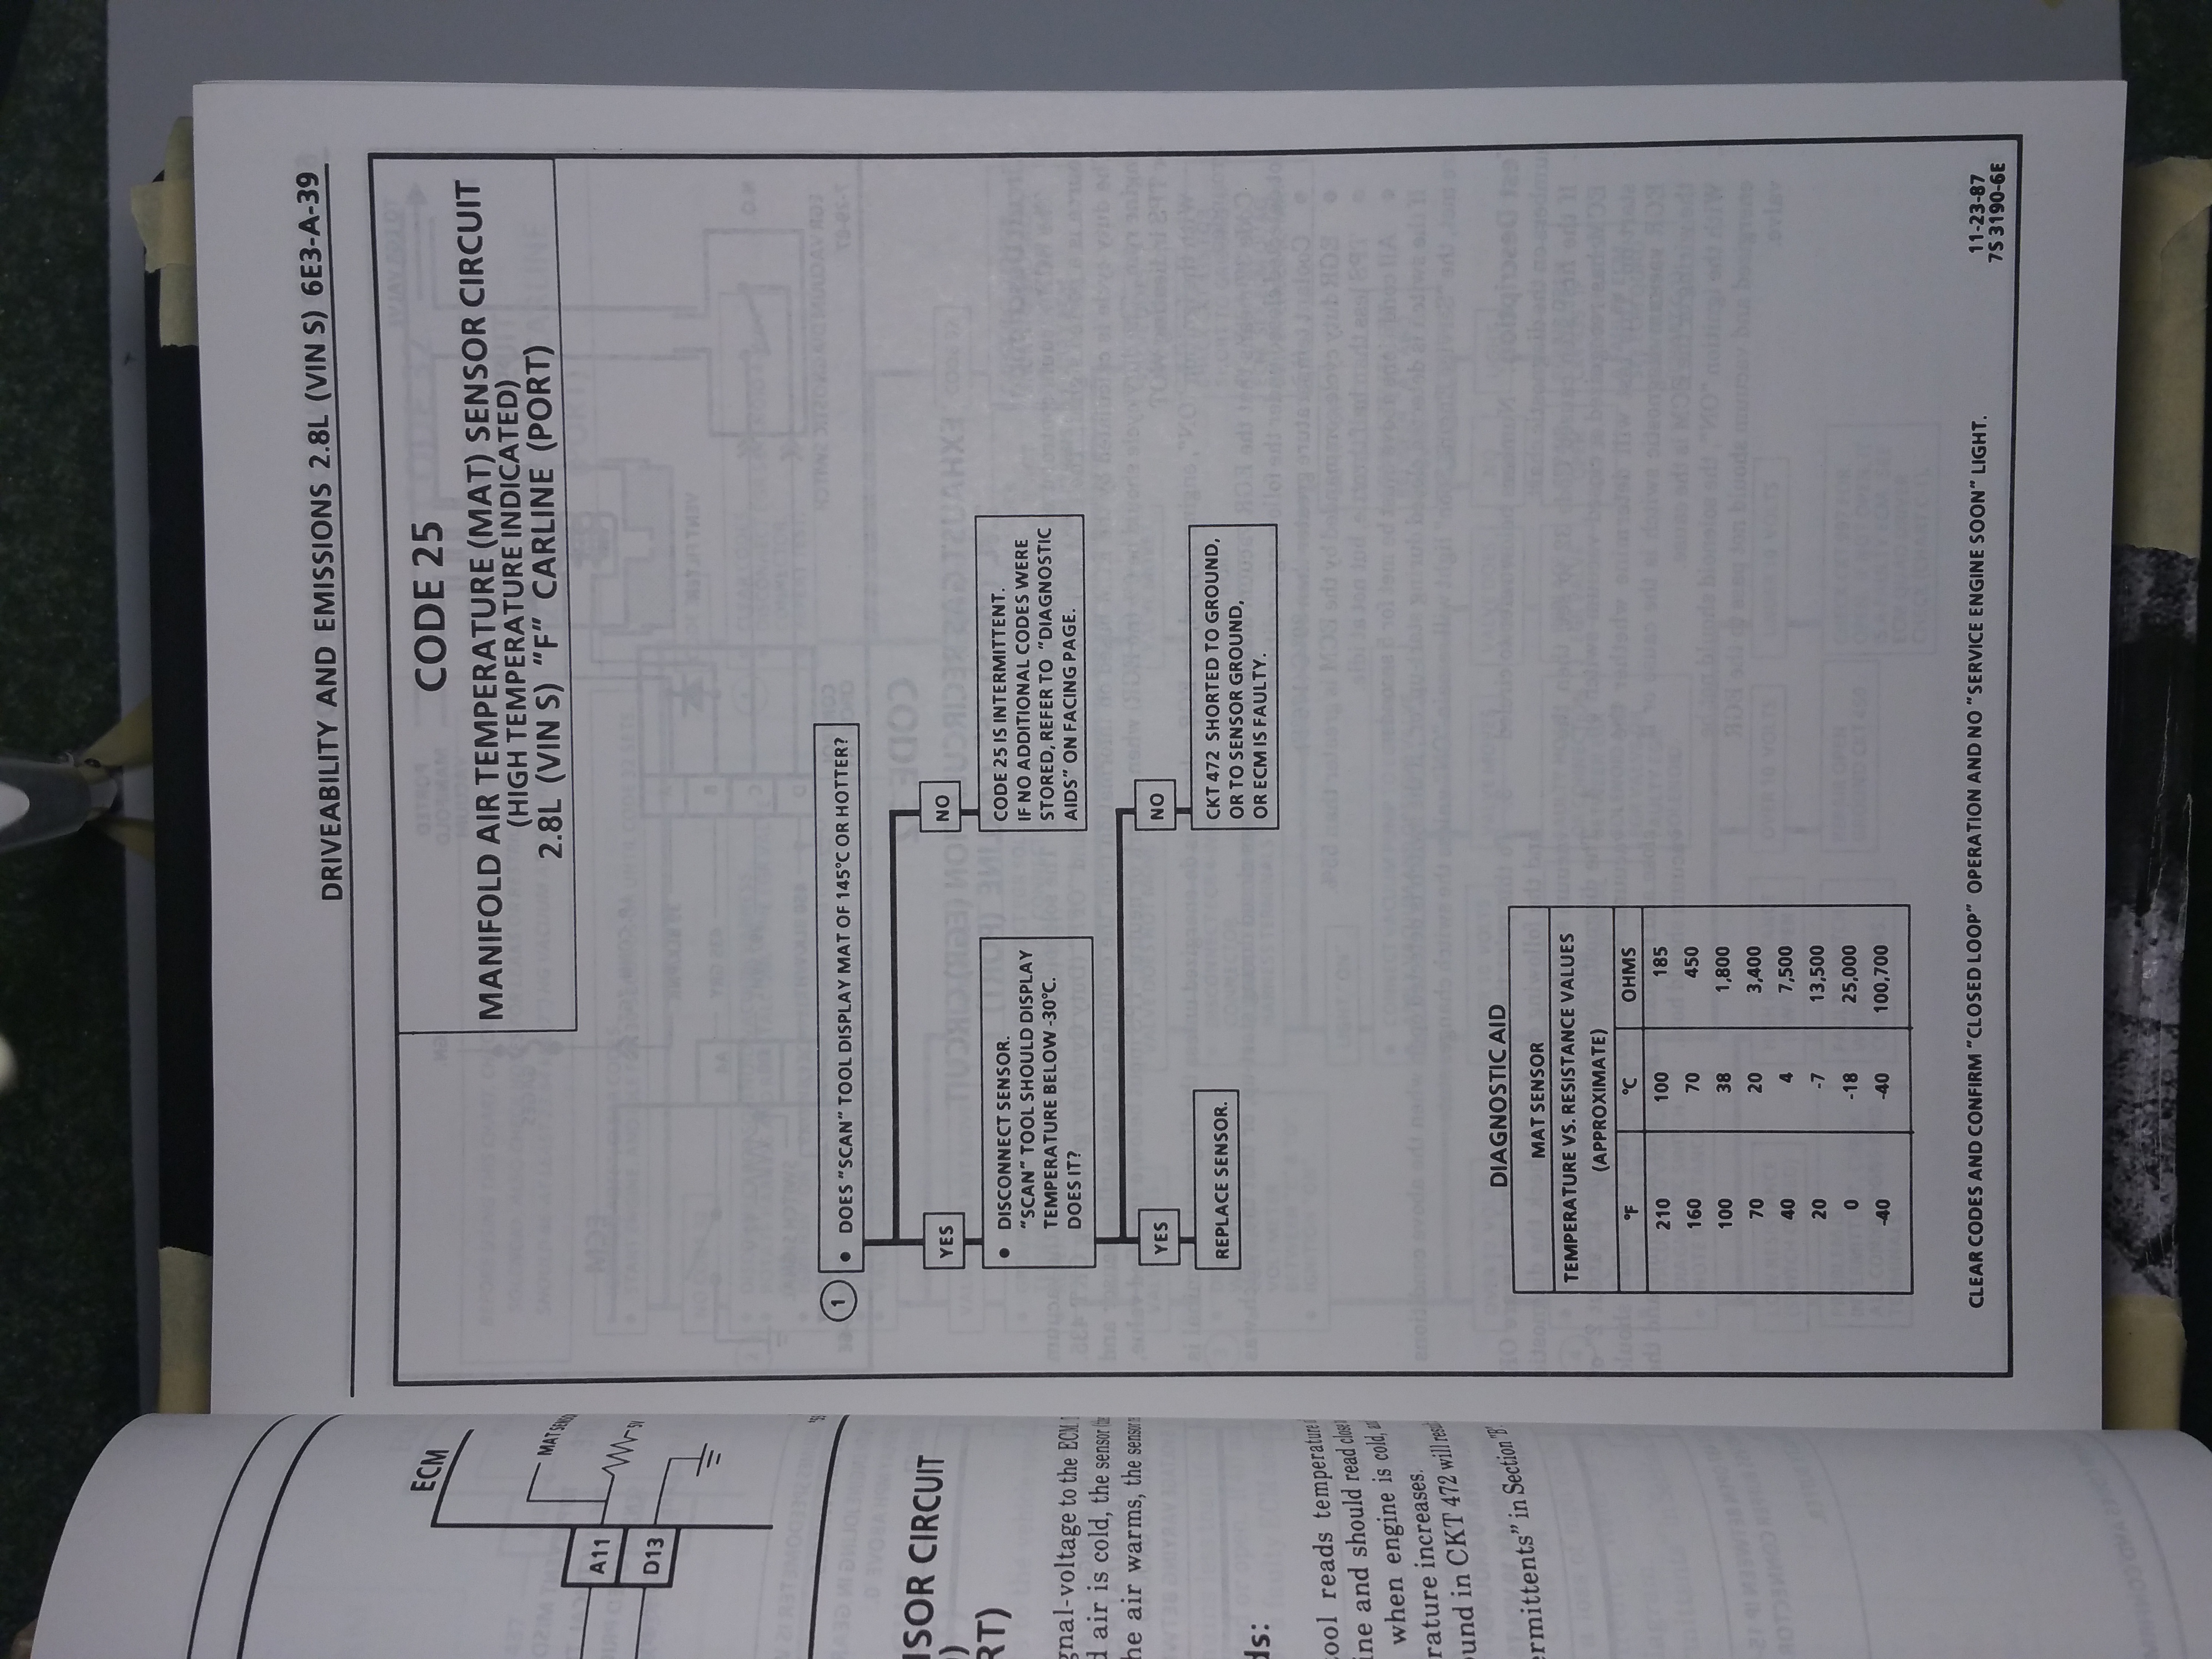 DRIVEABILITY AND EMISSIONS 2.8L (VIN S) 6E3-A-39
CODE 25
MANIFOLD AIR TEMPERATURE (MAT) SENSOR CIRCUIT
(HIGH TEMPERATURE INDICATED)
2.8L (VIN S) "F" CARLINE (PORT)
1
• DOES "SCAN" TOOL DISPLAY MAT OF 145°C OR HOTTER?
YES
NO
• DISCONNECT SENSOR.
"SCAN" TOOL SHOULD DISPLAY
TEMPERATURE BELOW -30°C.
DOES IT?
CODE 25 IS INTERMITTENT.
IF NO ADDITIONAL CODES WERE
STORED, REFER TO "DIAGNOSTIC
AIDS" ON FACING PAGE.
YES
NO
REPLACE SENSOR.
CKT 472 SHORTED TO GROUND,
OR TO SENSOR GROUND,
OR ECM IS FAULTY.
DIAGNOSTIC AID
MAT SENSOR
TEMPERATURE VS. RESISTANCE VALUES
(APPROXIMATE)
°F °C OHMS
210 100 185
160 70 450
100 38 1,800
70 20 3,400
40 4 7,500
20 -7 13,500
0 -18 25,000
-40 -40 100,700
CLEAR CODES AND CONFIRM "CLOSED LOOP" OPERATION AND NO "SERVICE ENGINE SOON" LIGHT.
11-23-87
7S 3190-6E
ECM
MAT SENSO
5V
A11
D13
SOR CIRCUIT
RT)
gnal-voltage to the ECM
d air is cold, the sensor
he air warms, the sensor
ds:
ool reads temperature
ine and should read close
when engine is cold,
rature increases.
ound in CKT 472 will
ermittents" in Section "B".